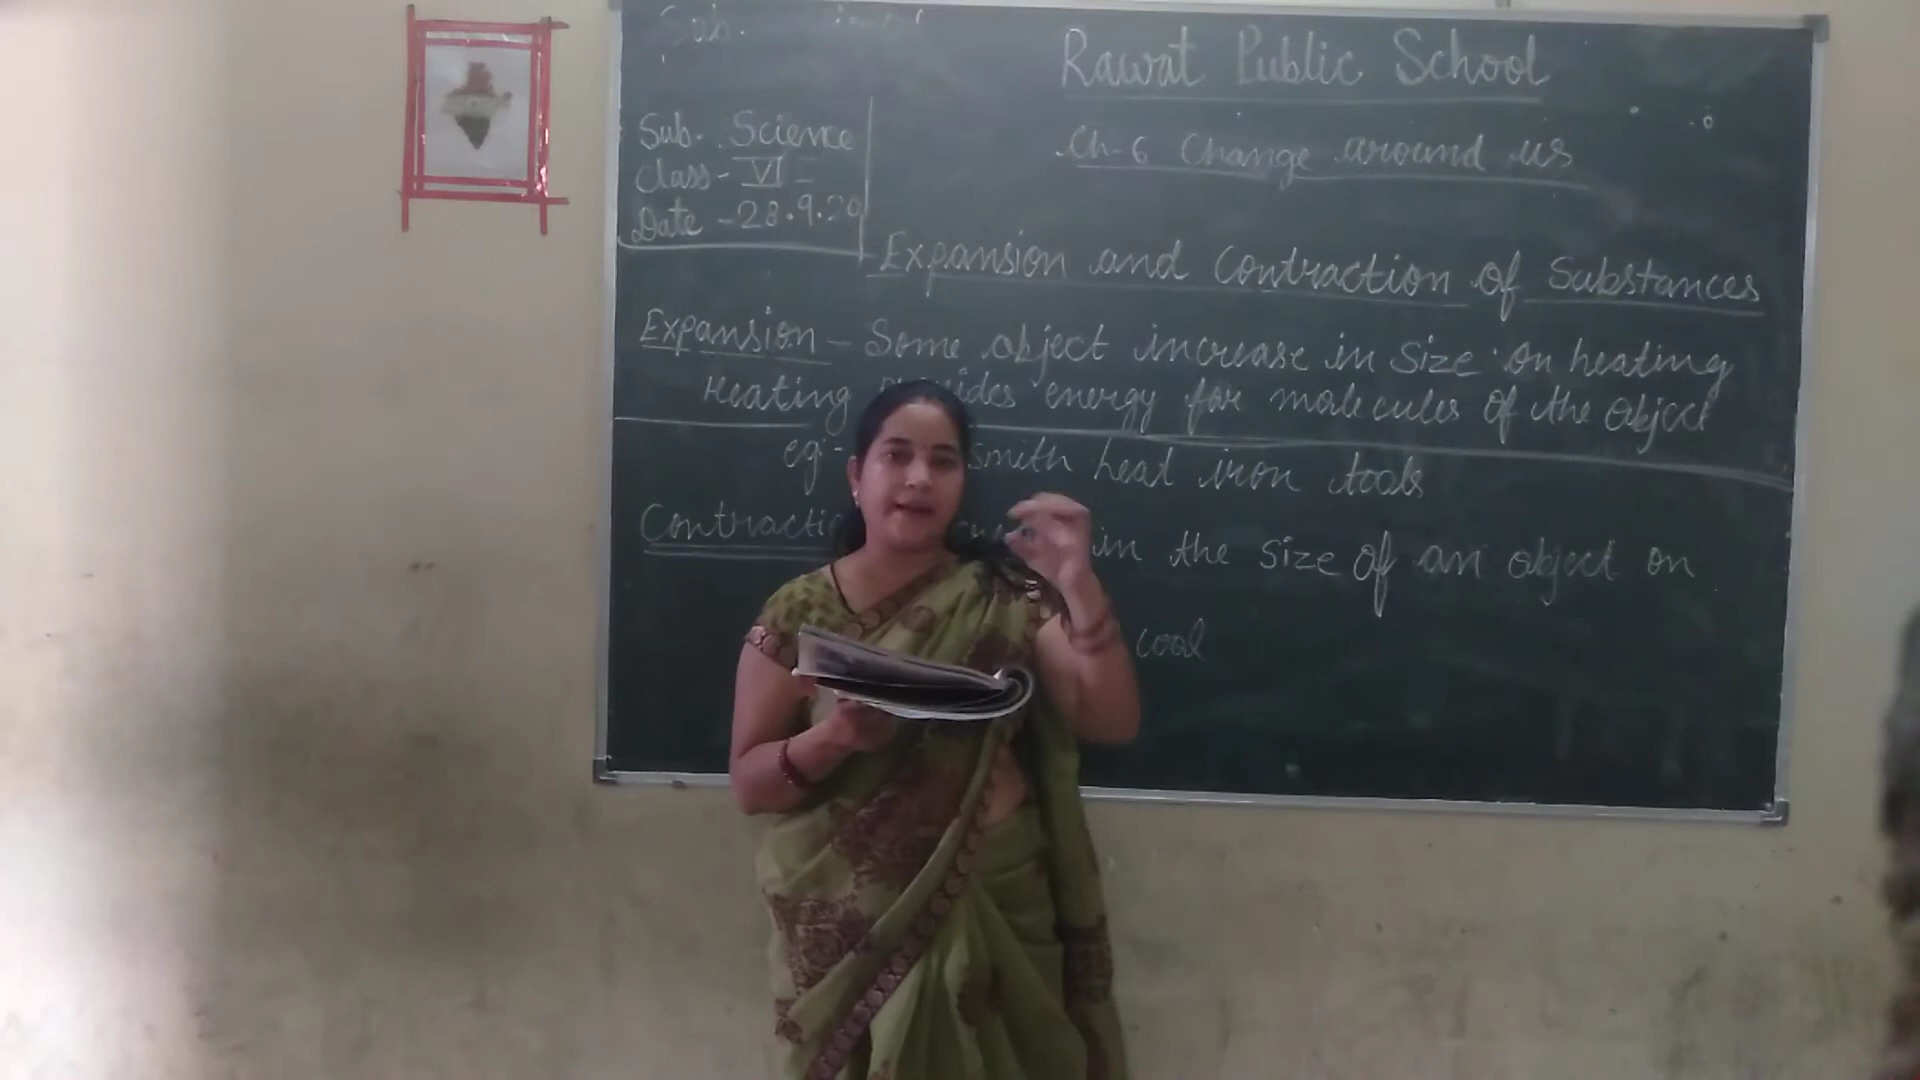 Sub.
Rawat Public School
Sub. Science
Class - VI
Date - 28.9.20
Ch-6 Change around us
Expansion and Contraction of Substances
Expansion - Some object increase in Size on heating
Heating energy for molecules of the object
eg:- smith heat iron tools
in the size of an object on
cool